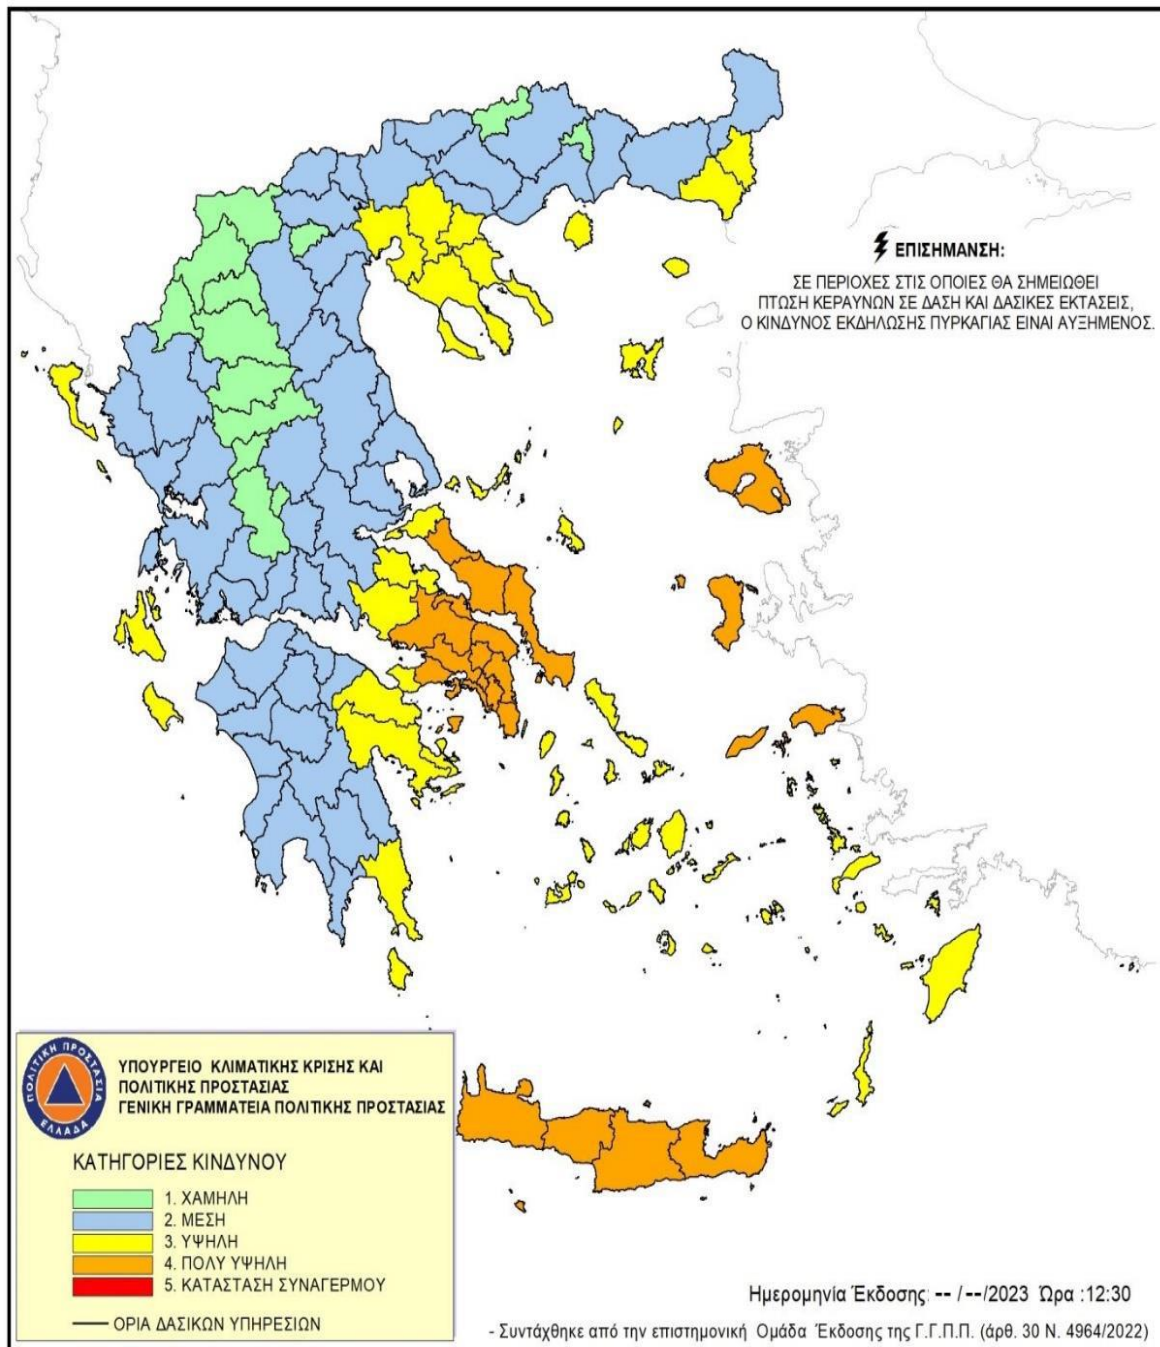 ΕΠΙΣΗΜΑΝΣΗ:
ΣΕ ΠΕΡΙΟΧΕΣ ΣΤΙΣ ΟΠΟΙΕΣ ΘΑ ΣΗΜΕΙΩΘΕΙ
ΠΤΩΣΗ ΚΕΡΑΥΝΩΝ ΣΕ ΔΑΣΗ ΚΑΙ ΔΑΣΙΚΕΣ ΕΚΤΑΣΕΙΣ,
Ο ΚΙΝΔΥΝΟΣ ΕΚΔΗΛΩΣΗΣ ΠΥΡΚΑΓΙΑΣ ΕΙΝΑΙ ΑΥΞΗΜΕΝΟΣ.
ΠΟΛΙΤΙΚΗ ΠΡΟΣΤΑΣΙΑ
ΕΛΛΑΔΑ
ΥΠΟΥΡΓΕΙΟ ΚΛΙΜΑΤΙΚΗΣ ΚΡΙΣΗΣ ΚΑΙ
ΠΟΛΙΤΙΚΗΣ ΠΡΟΣΤΑΣΙΑΣ
ΓΕΝΙΚΗ ΓΡΑΜΜΑΤΕΙΑ ΠΟΛΙΤΙΚΗΣ ΠΡΟΣΤΑΣΙΑΣ
ΚΑΤΗΓΟΡΙΕΣ ΚΙΝΔΥΝΟΥ
1. ΧΑΜΗΛΗ
2. ΜΕΣΗ
3. ΥΨΗΛΗ
4. ΠΟΛΥ ΥΨΗΛΗ
5. ΚΑΤΑΣΤΑΣΗ ΣΥΝΑΓΕΡΜΟΥ
ΟΡΙΑ ΔΑΣΙΚΩΝ ΥΠΗΡΕΣΙΩΝ
Ημερομηνία Έκδοσης: -- / --/2023 Ώρα :12:30
- Συντάχθηκε από την επιστημονική Ομάδα Έκδοσης της Γ.Γ.Π.Π. (άρθ. 30 Ν. 4964/2022)